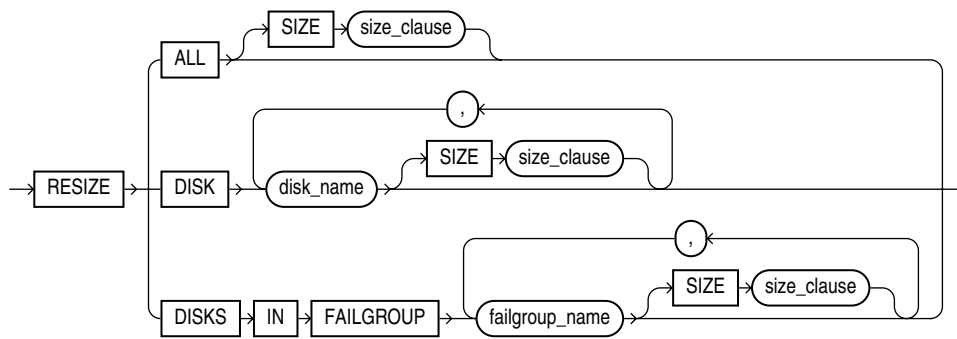 SIZE size_clause
ALL
,
SIZE size_clause
RESIZE DISK disk_name
,
SIZE size_clause
DISKS IN FAILGROUP failgroup_name